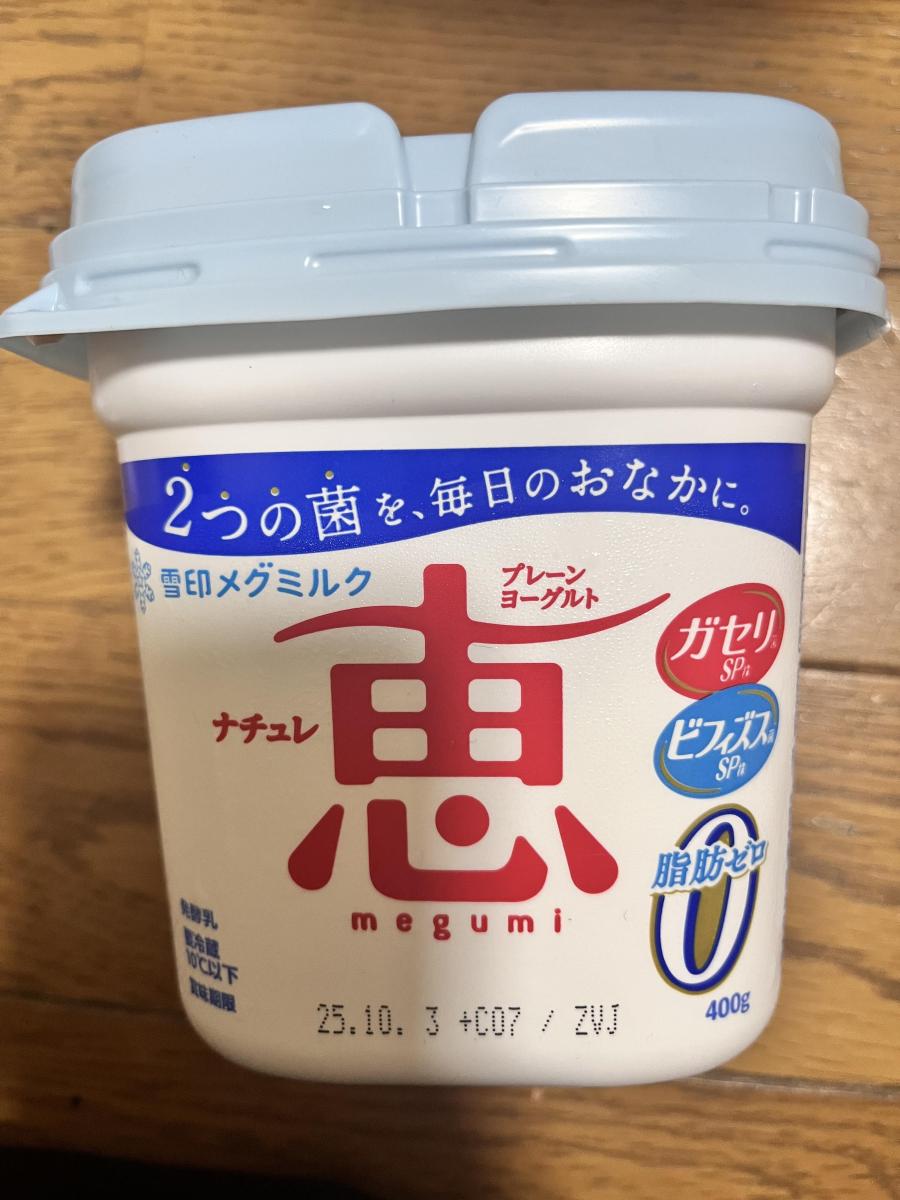 2つの菌を、毎日のおなかに。
雪印メグミルク
プレーン
ヨーグルト
ナチュレ
恵
megumi
ガセリ菌
SP株
ビフィズス菌
SP株
脂肪ゼロ
0
発酵乳
要冷蔵
10℃以下
賞味期限
25.10. 3 +C07 / ZVJ
400g